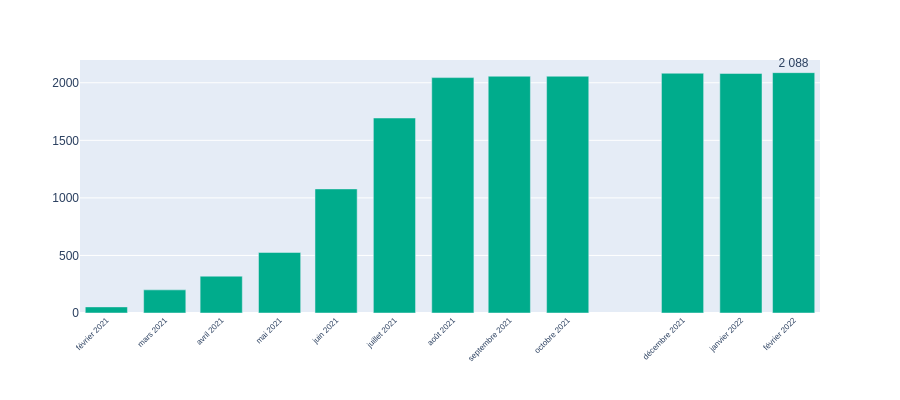 2 088
2000
1500
1000
500
0
février 2021
mars 2021
avril 2021
mai 2021
juin 2021
juillet 2021
août 2021
septembre 2021
octobre 2021
décembre 2021
janvier 2022
février 2022